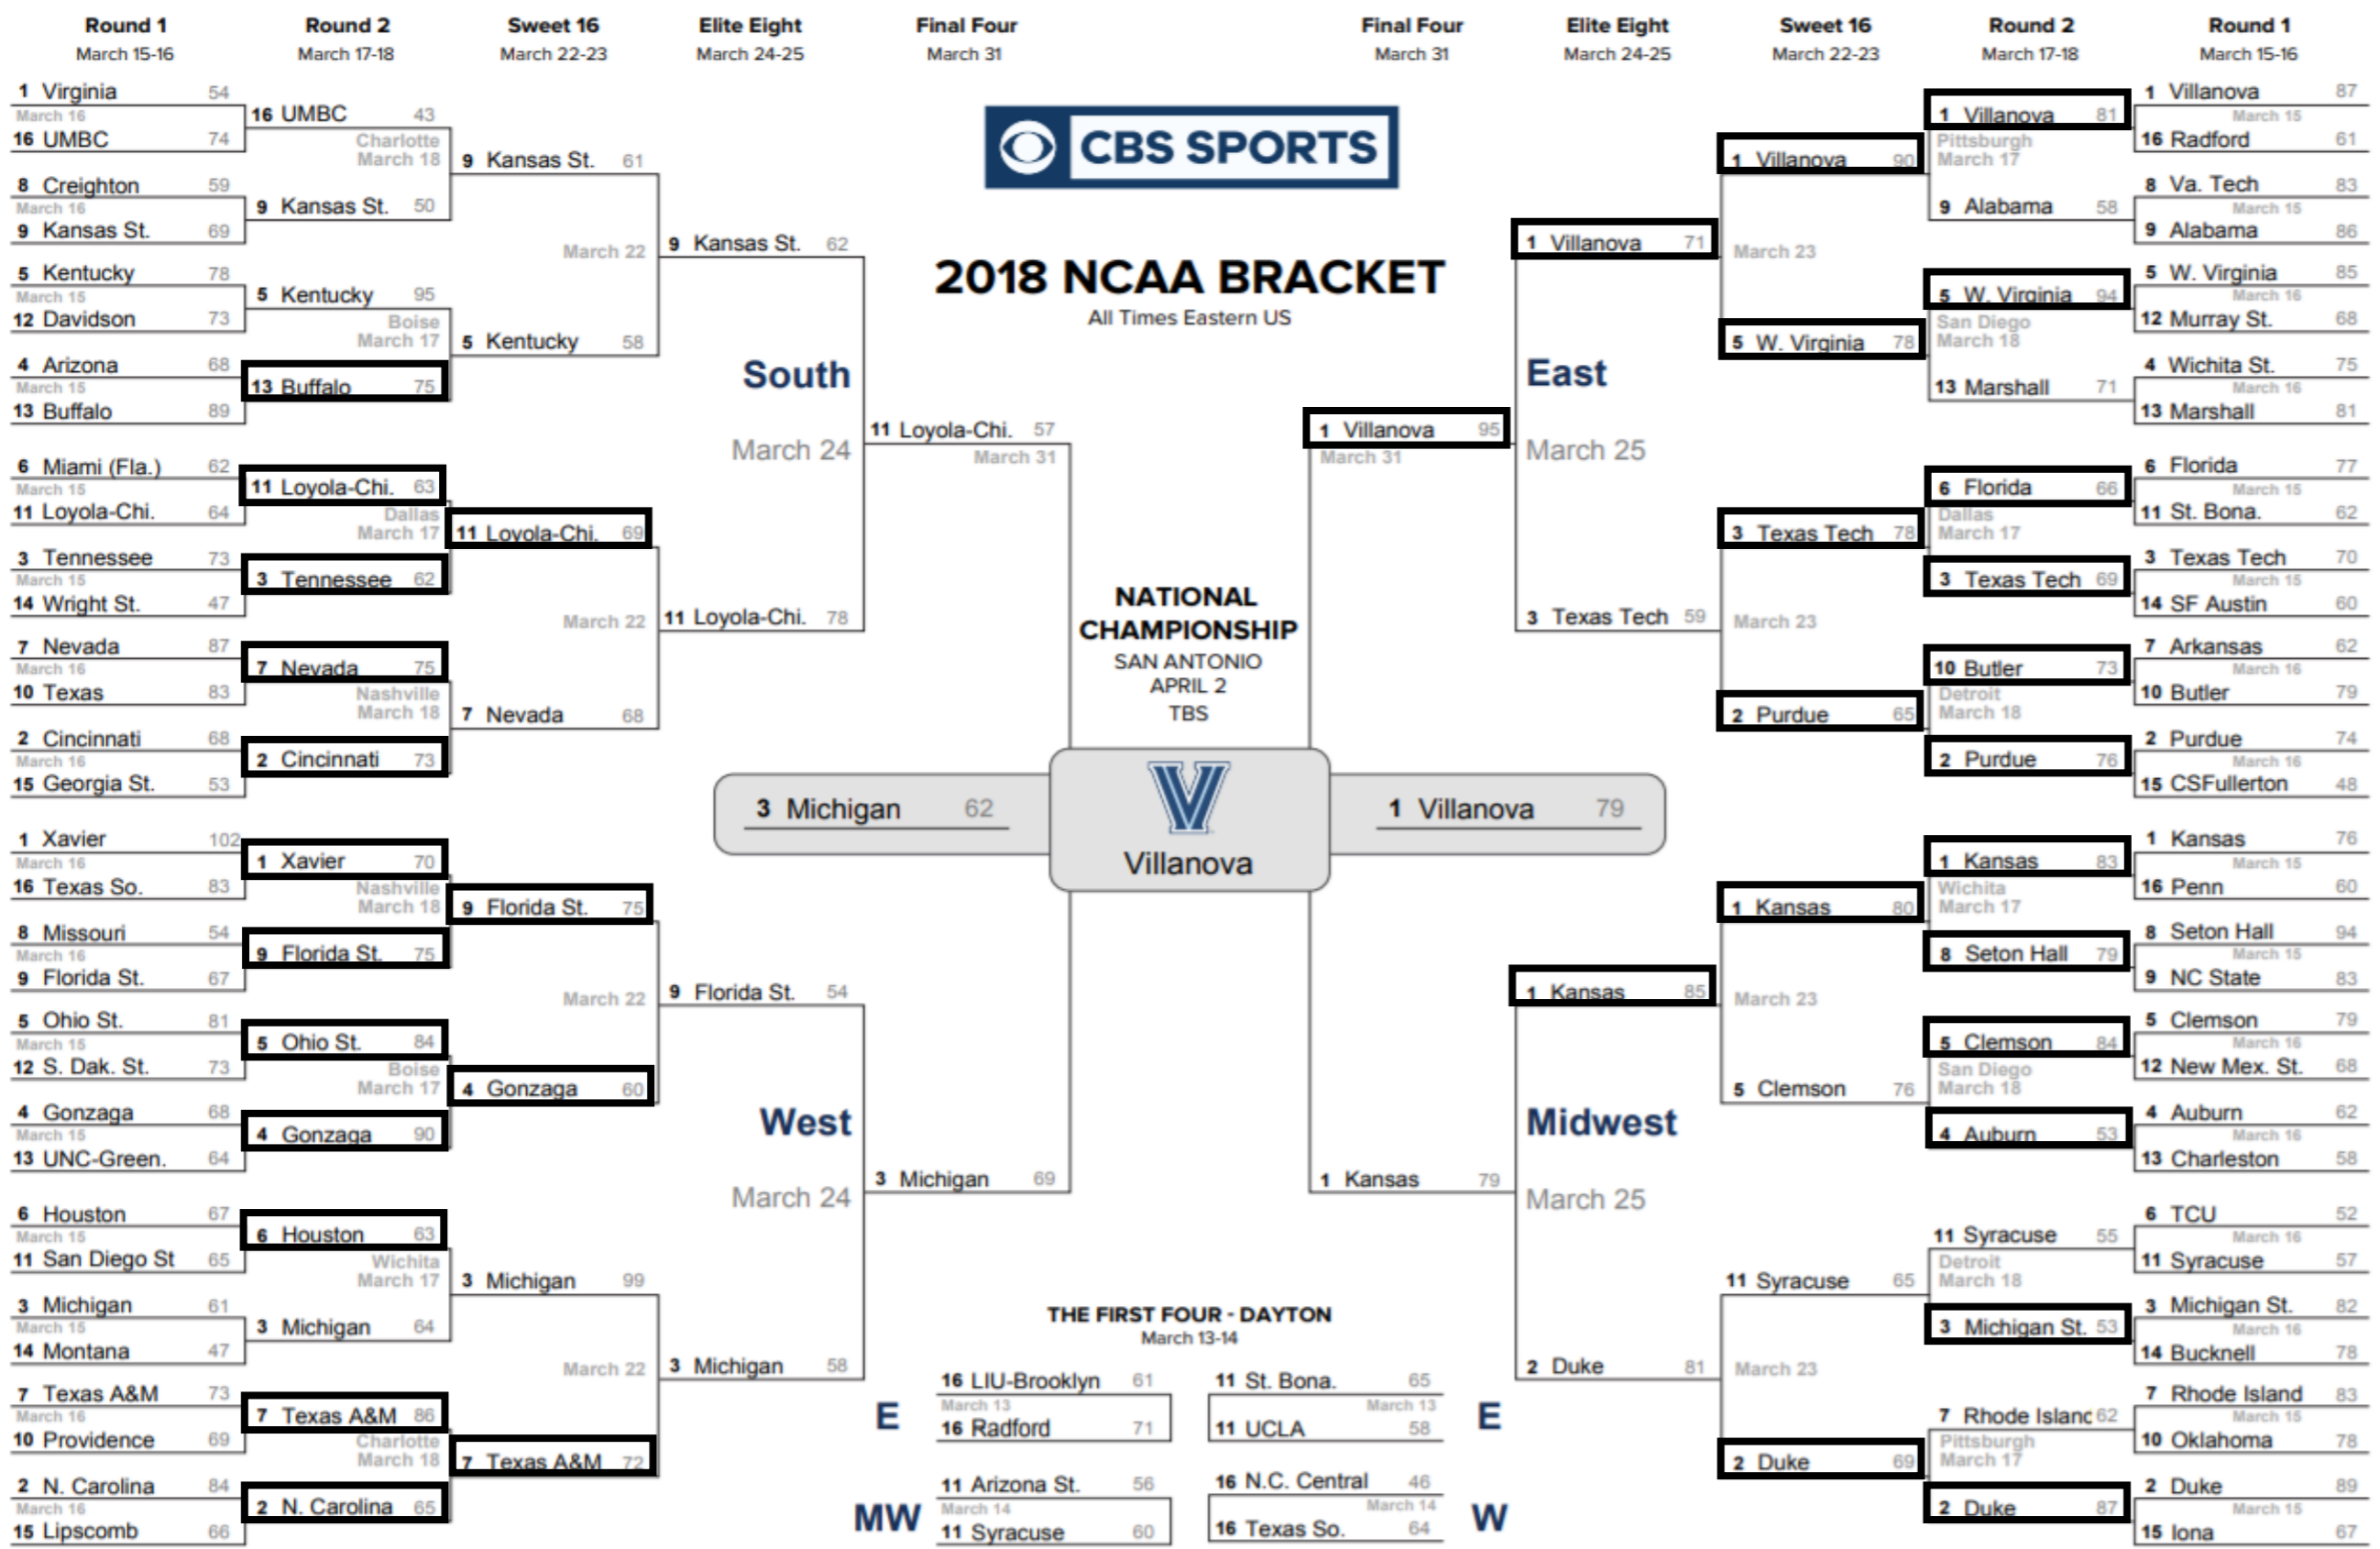 Round 1
March 15-16
Round 2
March 17-18
Sweet 16
March 22-23
Elite Eight
March 24-25
Final Four
March 31
Final Four
March 31
Elite Eight
March 24-25
Sweet 16
March 22-23
Round 2
March 17-18
Round 1
March 15-16
1 Virginia 54
March 16
16 UMBC 74
8 Creighton 59
March 16
9 Kansas St. 69
5 Kentucky 78
March 15
12 Davidson 73
4 Arizona 68
March 15
13 Buffalo 89
6 Miami (Fla.) 62
March 15
11 Loyola-Chi. 64
3 Tennessee 73
March 15
14 Wright St. 47
7 Nevada 87
March 16
10 Texas 83
2 Cincinnati 68
March 16
15 Georgia St. 53
1 Xavier 102
March 16
16 Texas So. 83
8 Missouri 54
March 16
9 Florida St. 67
5 Ohio St. 81
March 15
12 S. Dak. St. 73
4 Gonzaga 68
March 15
13 UNC-Green. 64
6 Houston 67
March 15
11 San Diego St 65
3 Michigan 61
March 15
14 Montana 47
7 Texas A&M 73
March 16
10 Providence 69
2 N. Carolina 84
March 16
15 Lipscomb 66
16 UMBC 43
Charlotte
March 18
9 Kansas St. 50
5 Kentucky 95
Boise
March 17
13 Buffalo 75
11 Loyola-Chi. 63
Dallas
March 17
3 Tennessee 62
7 Nevada 75
Nashville
March 18
2 Cincinnati 73
1 Xavier 70
Nashville
March 18
9 Florida St. 75
5 Ohio St. 84
Boise
March 17
4 Gonzaga 90
6 Houston 63
Wichita
March 17
3 Michigan 64
7 Texas A&M 86
Charlotte
March 18
2 N. Carolina 65
9 Kansas St. 61
March 22
5 Kentucky 58
11 Loyola-Chi. 69
March 22
7 Nevada 68
9 Florida St. 75
March 22
4 Gonzaga 60
3 Michigan 99
March 22
7 Texas A&M 72
9 Kansas St. 62
South
March 24
11 Loyola-Chi. 78
9 Florida St. 54
West
March 24
3 Michigan 58
11 Loyola-Chi. 57
March 31
3 Michigan 69
CBS SPORTS
2018 NCAA BRACKET
All Times Eastern US
NATIONAL
CHAMPIONSHIP
SAN ANTONIO
APRIL 2
TBS
3 Michigan 62
V
Villanova
1 Villanova 79
THE FIRST FOUR - DAYTON
March 13-14
E
16 LIU-Brooklyn 61
March 13
16 Radford 71
11 St. Bona. 65
March 13
11 UCLA 58
E
MW
11 Arizona St. 56
March 14
11 Syracuse 60
16 N.C. Central 46
March 14
16 Texas So. 64
W
1 Villanova 95
March 31
1 Kansas 79
1 Villanova 71
East
March 25
3 Texas Tech 59
1 Kansas 85
Midwest
March 25
2 Duke 81
1 Villanova 90
March 23
5 W. Virginia 78
3 Texas Tech 78
March 23
2 Purdue 65
1 Kansas 80
March 23
5 Clemson 76
11 Syracuse 65
March 23
2 Duke 69
1 Villanova 81
Pittsburgh
March 17
9 Alabama 58
5 W. Virginia 94
San Diego
March 18
13 Marshall 71
6 Florida 66
Dallas
March 17
3 Texas Tech 69
10 Butler 73
Detroit
March 18
2 Purdue 76
1 Kansas 83
Wichita
March 17
8 Seton Hall 79
5 Clemson 84
San Diego
March 18
4 Auburn 53
11 Syracuse 55
Detroit
March 18
3 Michigan St. 53
7 Rhode Island 62
Pittsburgh
March 17
2 Duke 87
1 Villanova 87
March 15
16 Radford 61
8 Va. Tech 83
March 15
9 Alabama 86
5 W. Virginia 85
March 16
12 Murray St. 68
4 Wichita St. 75
March 16
13 Marshall 81
6 Florida 77
March 15
11 St. Bona. 62
3 Texas Tech 70
March 15
14 SF Austin 60
7 Arkansas 62
March 16
10 Butler 79
2 Purdue 74
March 16
15 CSFullerton 48
1 Kansas 76
March 15
16 Penn 60
8 Seton Hall 94
March 15
9 NC State 83
5 Clemson 79
March 16
12 New Mex. St. 68
4 Auburn 62
March 16
13 Charleston 58
6 TCU 52
March 16
11 Syracuse 57
3 Michigan St. 82
March 16
14 Bucknell 78
7 Rhode Island 83
March 15
10 Oklahoma 78
2 Duke 89
March 15
15 Iona 67